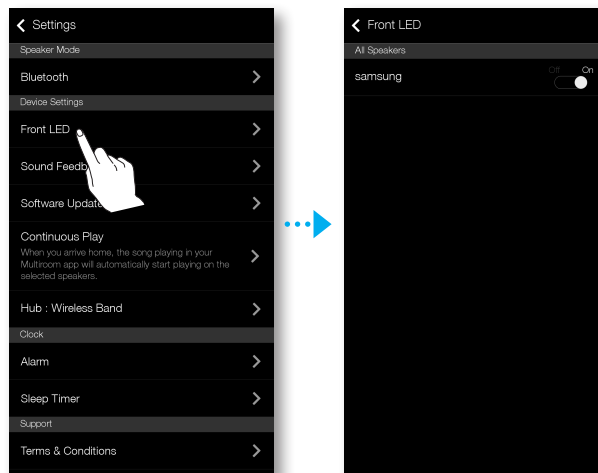 Settings
Speaker Mode
Bluetooth
Device Settings
Front LED
Sound Feedb
Software Update
Continuous Play
When you arrive home, the song playing in your
Multiroom app will automatically start playing on the
selected speakers.
Hub : Wireless Band
Clock
Alarm
Sleep Timer
Support
Terms & Conditions
Front LED
All Speakers
samsung
Off On